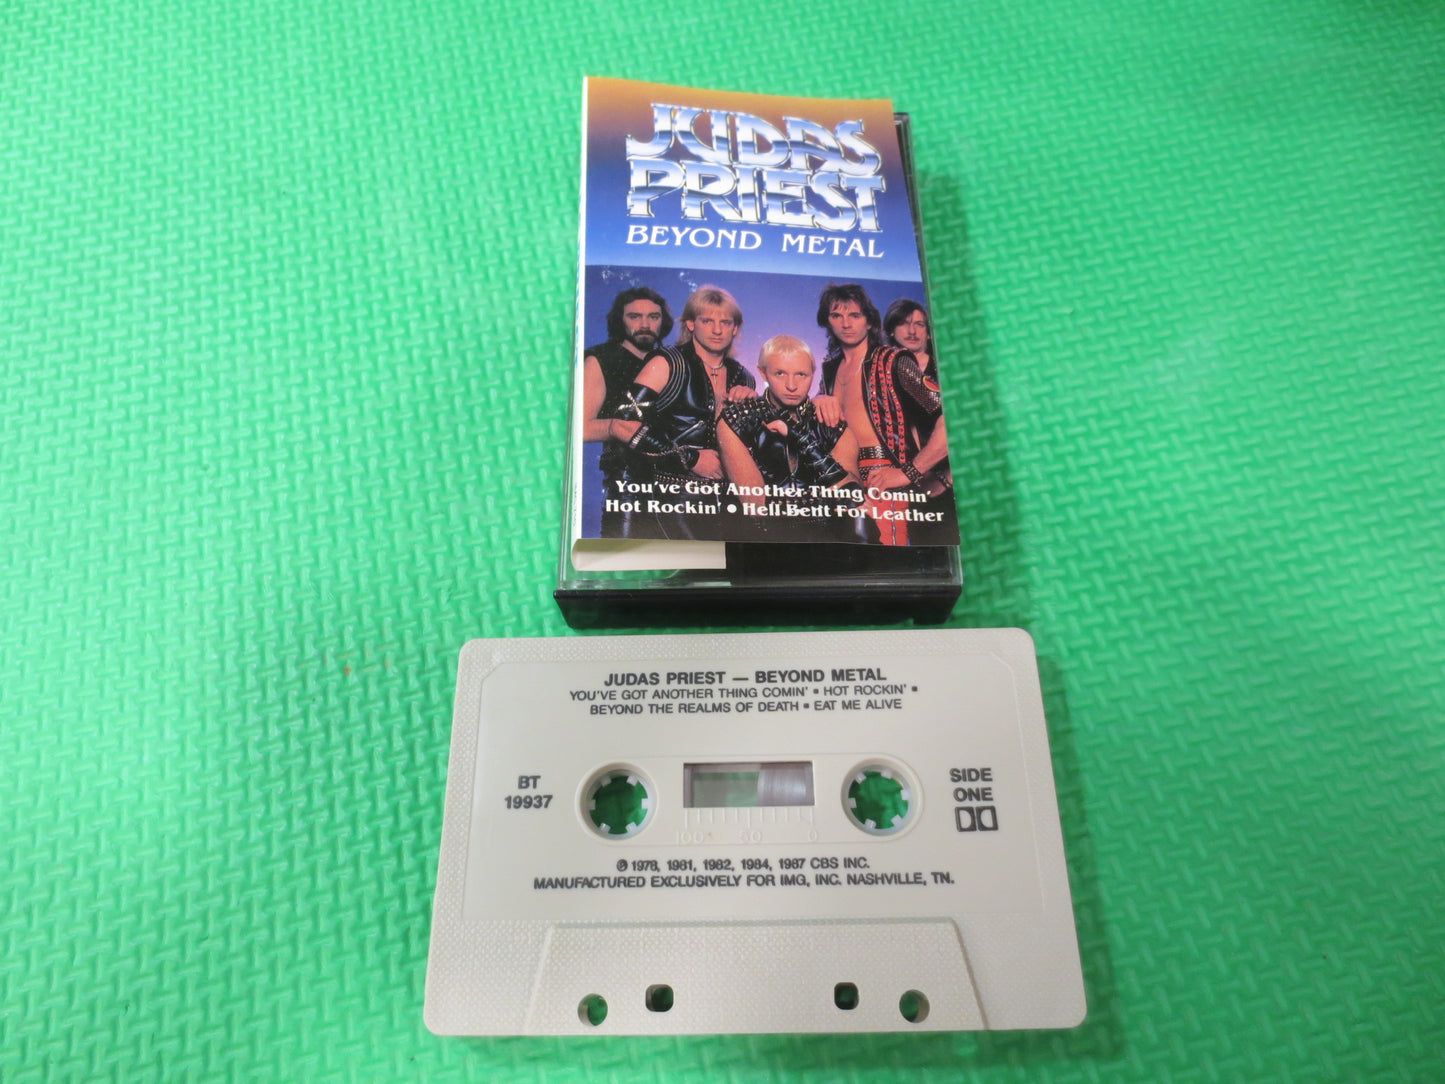 JUDAS
PRIEST
BEYOND METAL
You've Got Another Thing Comin'
Hot Rockin' • Hell Bent For Leather
JUDAS PRIEST — BEYOND METAL
YOU'VE GOT ANOTHER THING COMIN' ▪ HOT ROCKIN' ▪
BEYOND THE REALMS OF DEATH ▪ EAT ME ALIVE
BT
19937
SIDE
ONE
100 50 0
℗ 1978, 1981, 1982, 1984, 1987 CBS INC.
MANUFACTURED EXCLUSIVELY FOR IMG, INC. NASHVILLE, TN.